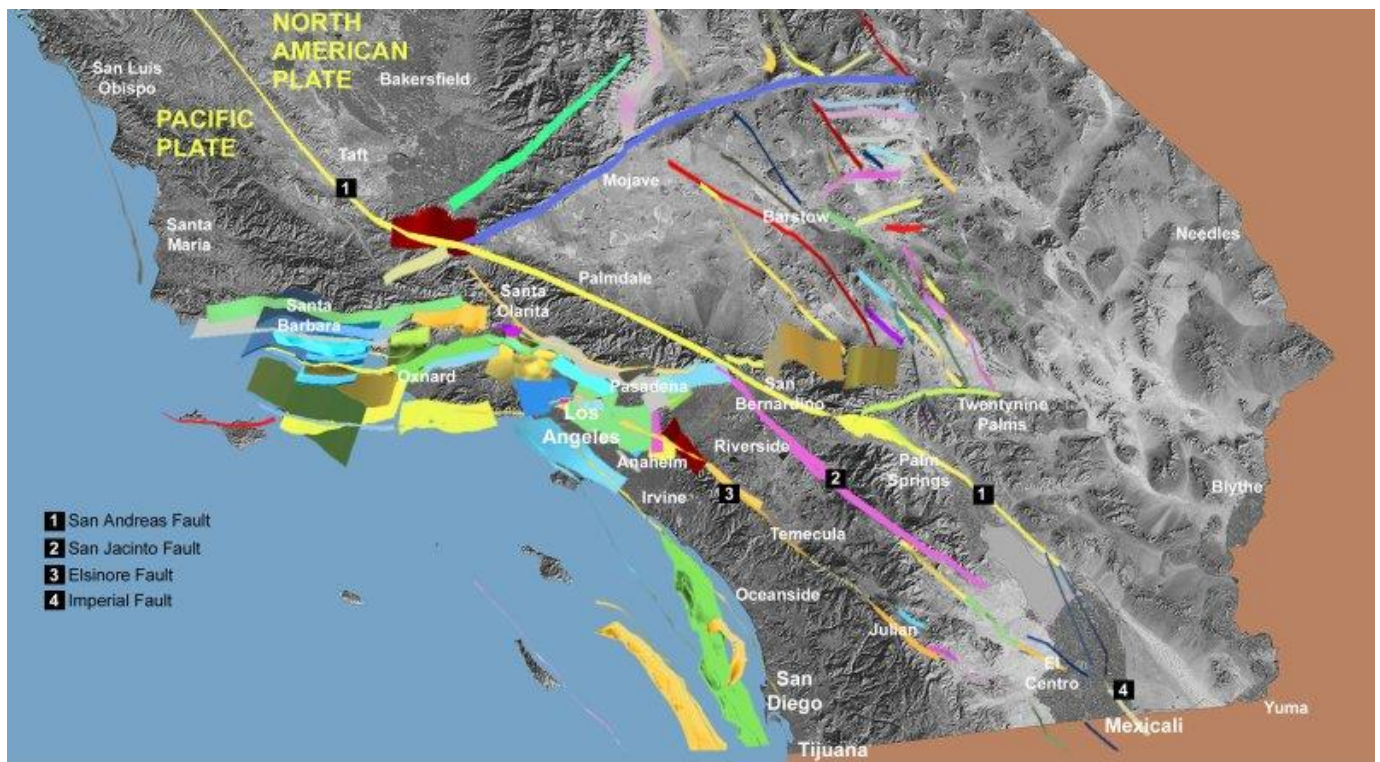 NORTH
AMERICAN
PLATE
San Luis
Obispo
Bakersfield
PACIFIC
PLATE
Taft
1
Mojave
Santa
Maria
Barstow
Needles
Palmdale
Santa
Clarita
Santa
Barbara
Oxnard
Pasadena
San
Bernardino
Twentynine
Palms
Los
Angeles
Riverside
Anaheim
Palm
Springs
2
Irvine
3
1
Blythe
1 San Andreas Fault
2 San Jacinto Fault
3 Elsinore Fault
4 Imperial Fault
Temecula
Oceanside
Julian
El
Centro
San
Diego
4
Mexicali
Yuma
Tijuana